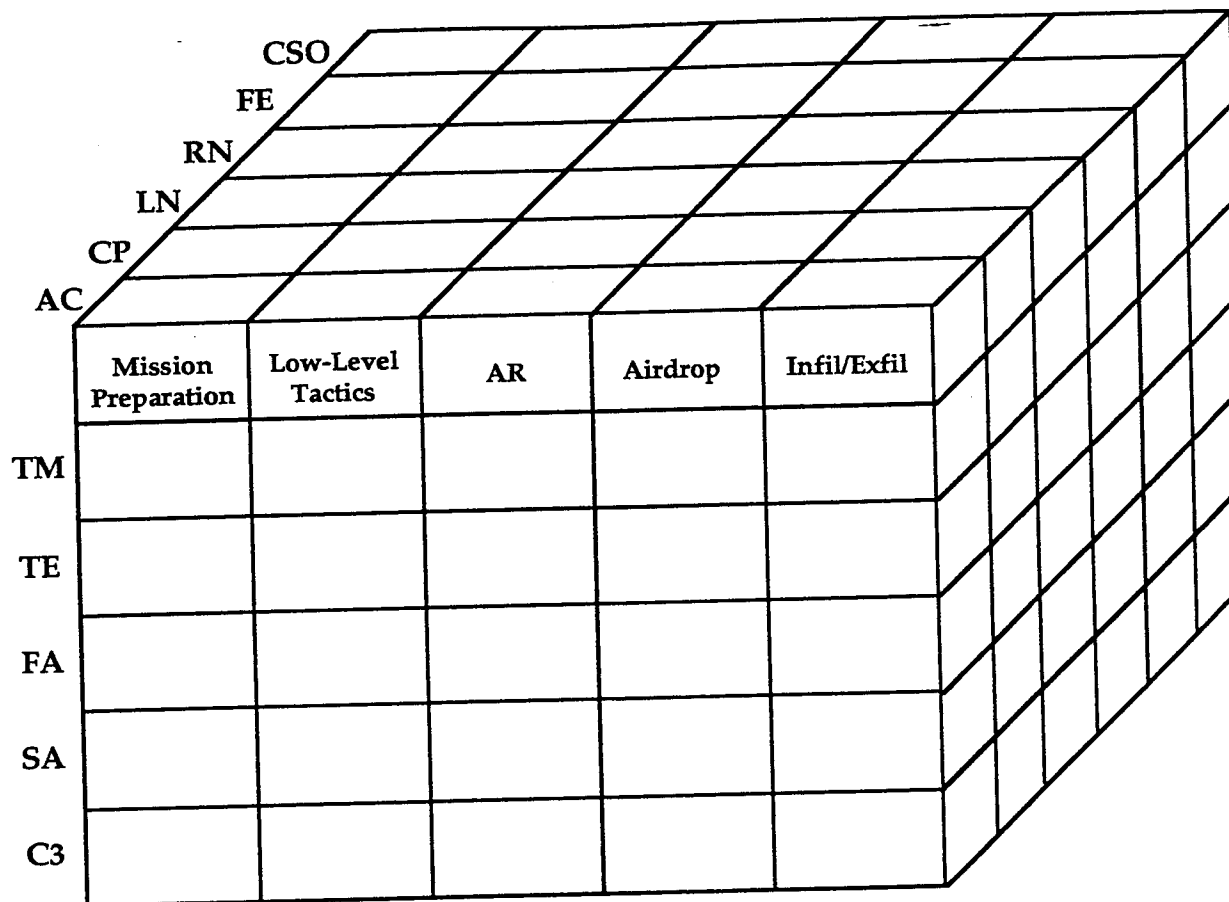 CSO
FE
RN
LN
CP
AC
Mission
Preparation
Low-Level
Tactics
AR
Airdrop
Infil/Exfil
TM
TE
FA
SA
C3